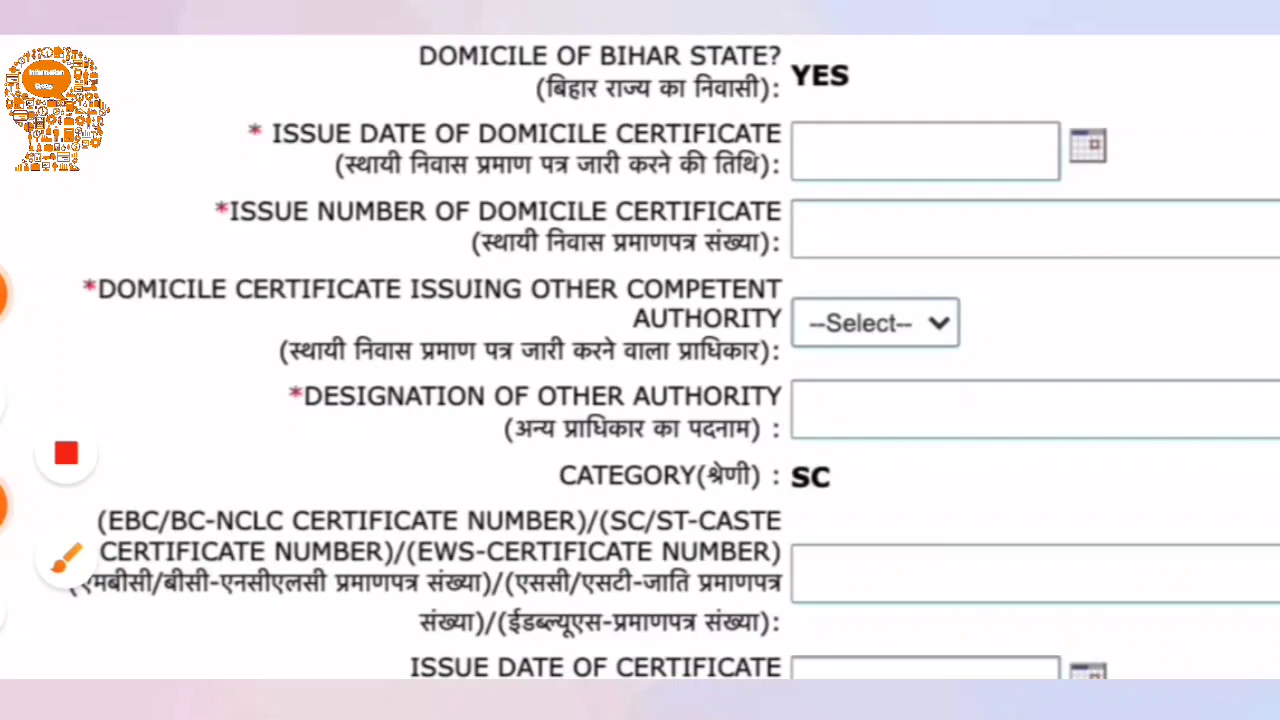 Information
DOMICILE OF BIHAR STATE?
(बिहार राज्य का निवासी):
YES
* ISSUE DATE OF DOMICILE CERTIFICATE
(स्थायी निवास प्रमाण पत्र जारी करने की तिथि):
*ISSUE NUMBER OF DOMICILE CERTIFICATE
(स्थायी निवास प्रमाणपत्र संख्या):
*DOMICILE CERTIFICATE ISSUING OTHER COMPETENT
AUTHORITY
(स्थायी निवास प्रमाण पत्र जारी करने वाला प्राधिकार):
--Select--
*DESIGNATION OF OTHER AUTHORITY
(अन्य प्राधिकार का पदनाम) :
CATEGORY(श्रेणी) : SC
(EBC/BC-NCLC CERTIFICATE NUMBER)/(SC/ST-CASTE
CERTIFICATE NUMBER)/(EWS-CERTIFICATE NUMBER)
प्रमाणपत्र संख्या)/(एससी/एसटी-जाति प्रमाणपत्र
संख्या)/(ईडब्ल्यूएस-प्रमाणपत्र संख्या):
ISSUE DATE OF CERTIFICATE